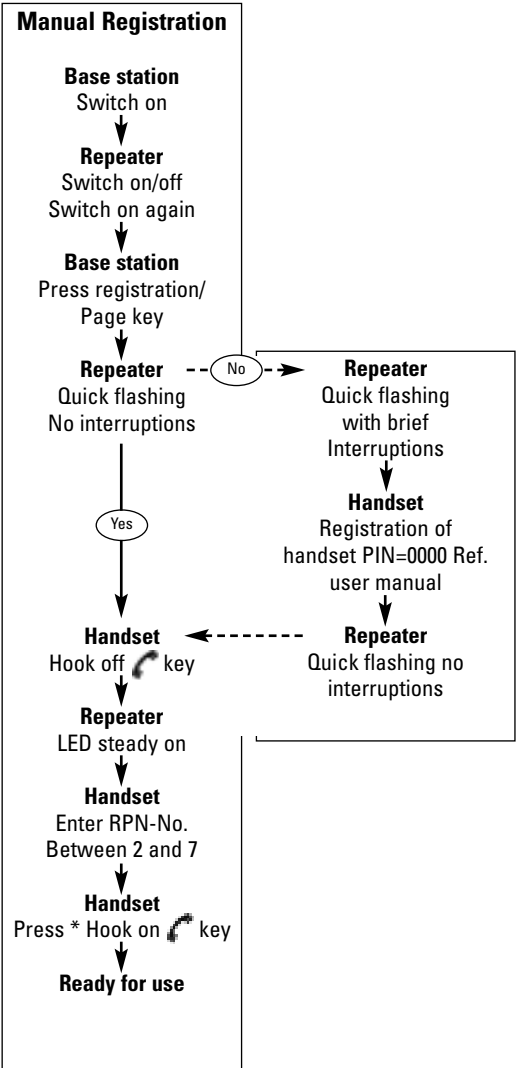 Manual Registration
Base station
Switch on
Repeater
Switch on/off
Switch on again
Base station
Press registration/
Page key
Repeater
Quick flashing
No interruptions
No
Repeater
Quick flashing
with brief
Interruptions
Handset
Registration of
handset PIN=0000 Ref.
user manual
Repeater
Quick flashing no
interruptions
Yes
Handset
Hook off key
Repeater
LED steady on
Handset
Enter RPN-No.
Between 2 and 7
Handset
Press * Hook on key
Ready for use